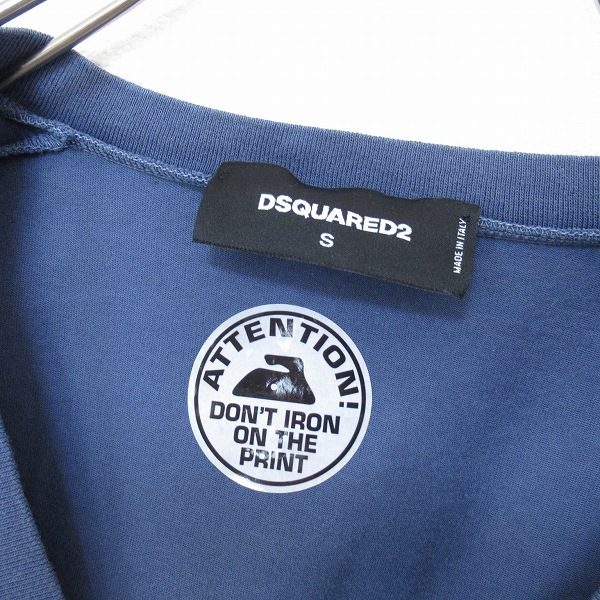 DSQUARED2
S
MADE IN ITALY
ATTENTION!
DON'T IRON
ON THE
PRINT